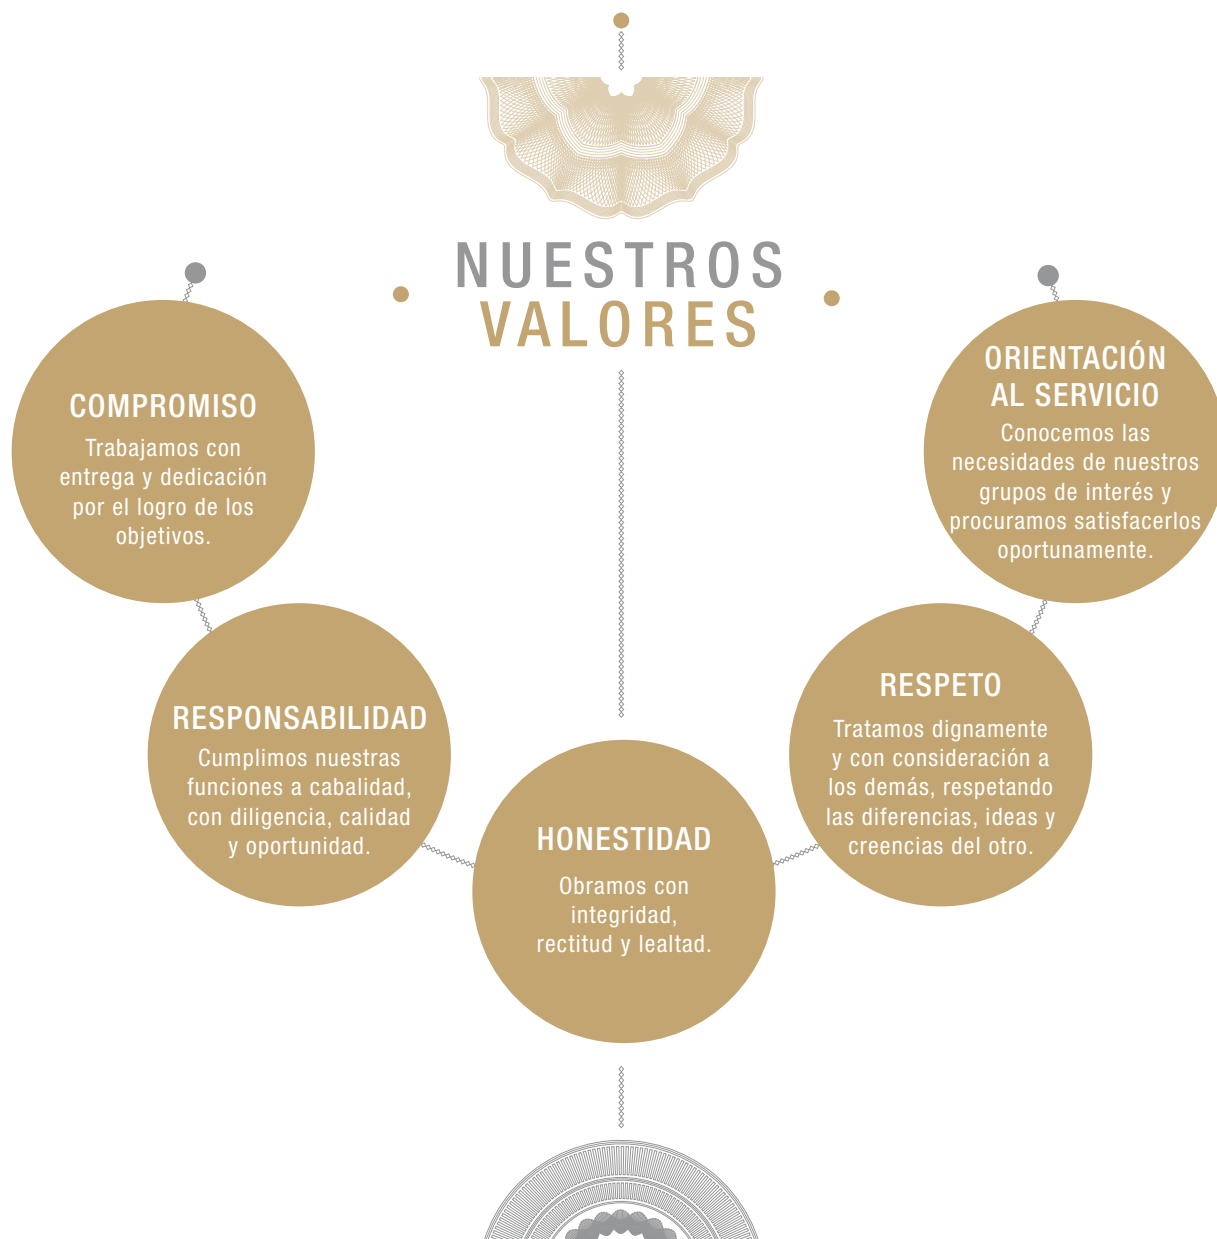 NUESTROS
VALORES
COMPROMISO
Trabajamos con
entrega y dedicación
por el logro de los
objetivos.
RESPONSABILIDAD
Cumplimos nuestras
funciones a cabalidad,
con diligencia, calidad
y oportunidad.
HONESTIDAD
Obramos con
integridad,
rectitud y lealtad.
RESPETO
Tratamos dignamente
y con consideración a
los demás, respetando
las diferencias, ideas y
creencias del otro.
ORIENTACIÓN
AL SERVICIO
Conocemos las
necesidades de nuestros
grupos de interés y
procuramos satisfacerlos
oportunamente.